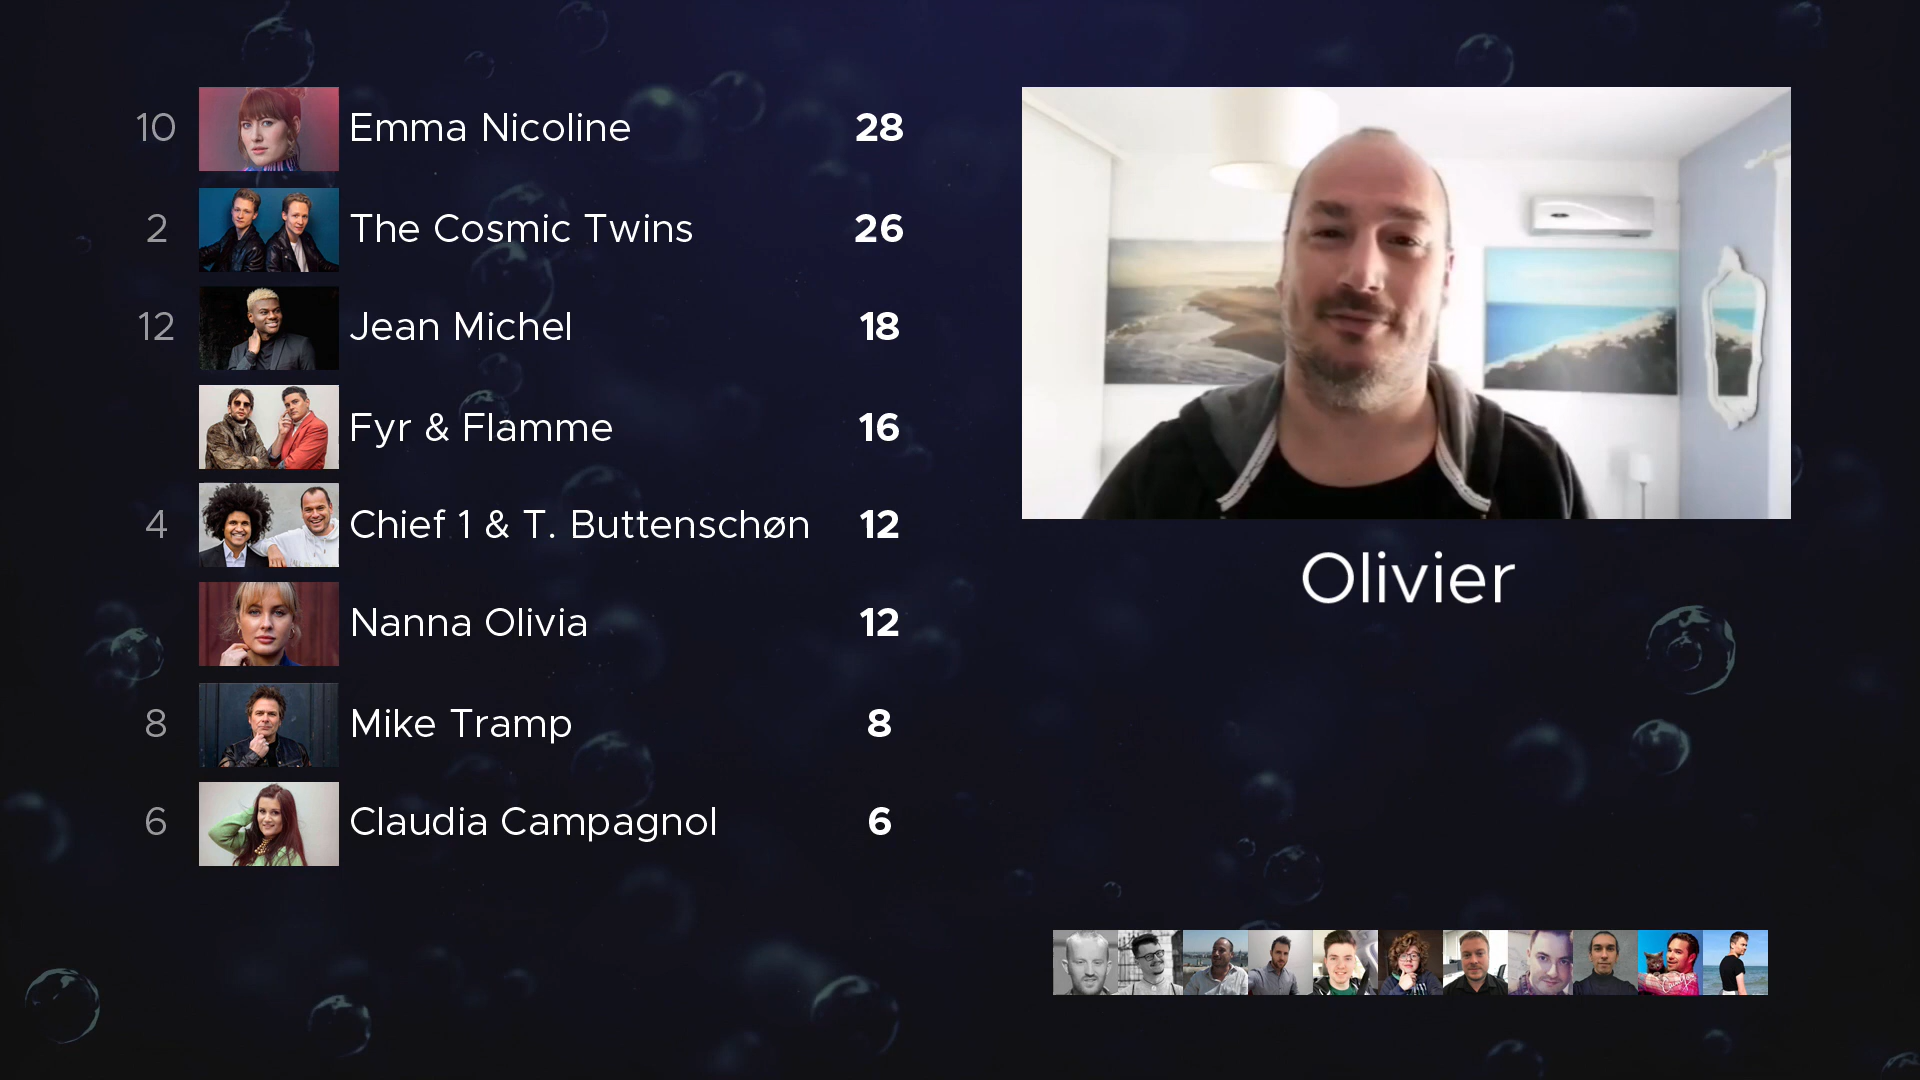 10 Emma Nicoline 28
2 The Cosmic Twins 26
12 Jean Michel 18
Fyr & Flamme 16
4 Chief 1 & T. Buttenschøn 12
Nanna Olivia 12
8 Mike Tramp 8
6 Claudia Campagnol 6
Olivier